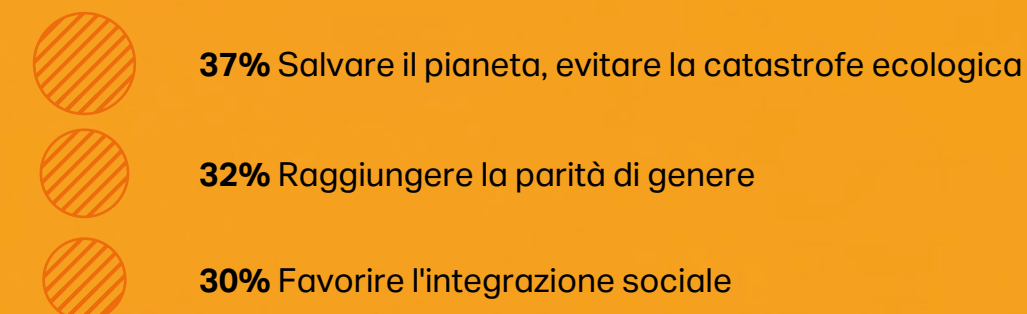 37% Salvare il pianeta, evitare la catastrofe ecologica
32% Raggiungere la parità di genere
30% Favorire l'integrazione sociale